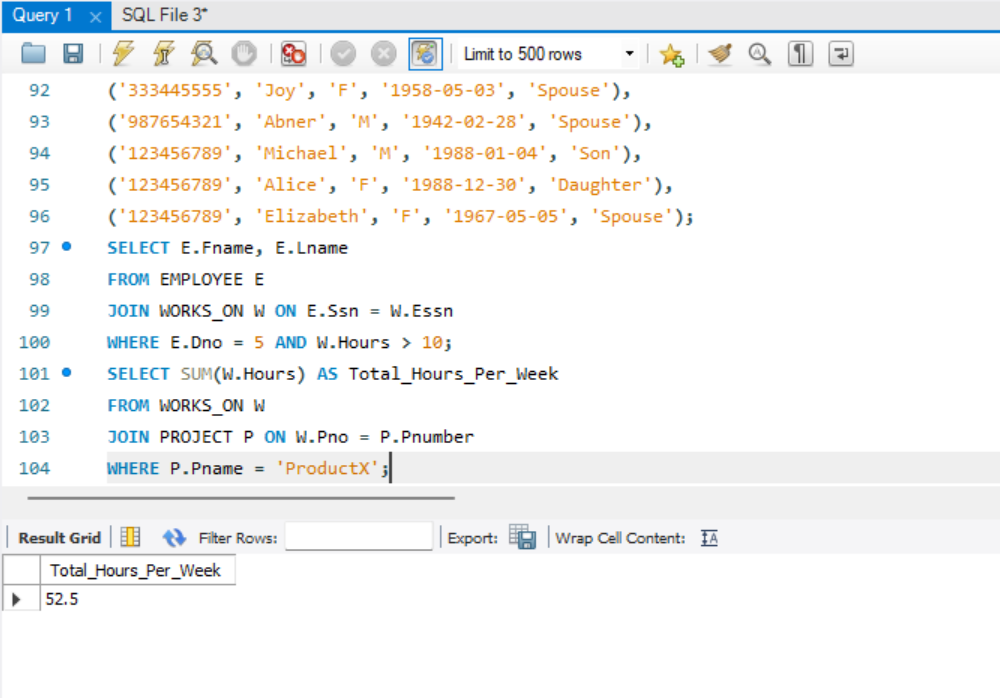 Query 1 SQL File 3*
Limit to 500 rows
92 ('333445555', 'Joy', 'F', '1958-05-03', 'Spouse'),
93 ('987654321', 'Abner', 'M', '1942-02-28', 'Spouse'),
94 ('123456789', 'Michael', 'M', '1988-01-04', 'Son'),
95 ('123456789', 'Alice', 'F', '1988-12-30', 'Daughter'),
96 ('123456789', 'Elizabeth', 'F', '1967-05-05', 'Spouse');
97 SELECT E.Fname, E.Lname
98 FROM EMPLOYEE E
99 JOIN WORKS_ON W ON E.Ssn = W.Essn
100 WHERE E.Dno = 5 AND W.Hours > 10;
101 SELECT SUM(W.Hours) AS Total_Hours_Per_Week
102 FROM WORKS_ON W
103 JOIN PROJECT P ON W.Pno = P.Pnumber
104 WHERE P.Pname = 'ProductX';
Result Grid Filter Rows: Export: Wrap Cell Content:
Total_Hours_Per_Week
52.5